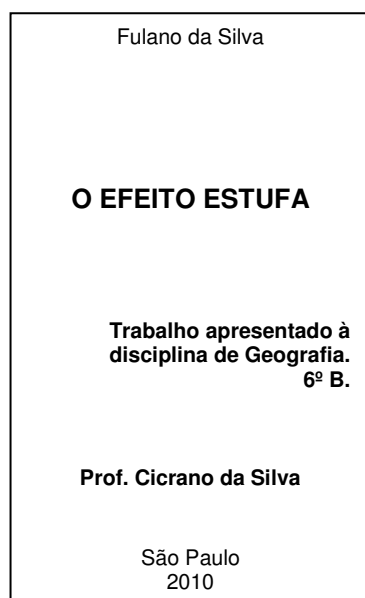 Fulano da Silva
O EFEITO ESTUFA
Trabalho apresentado à
disciplina de Geografia.
6º B.
Prof. Cicrano da Silva
São Paulo
2010